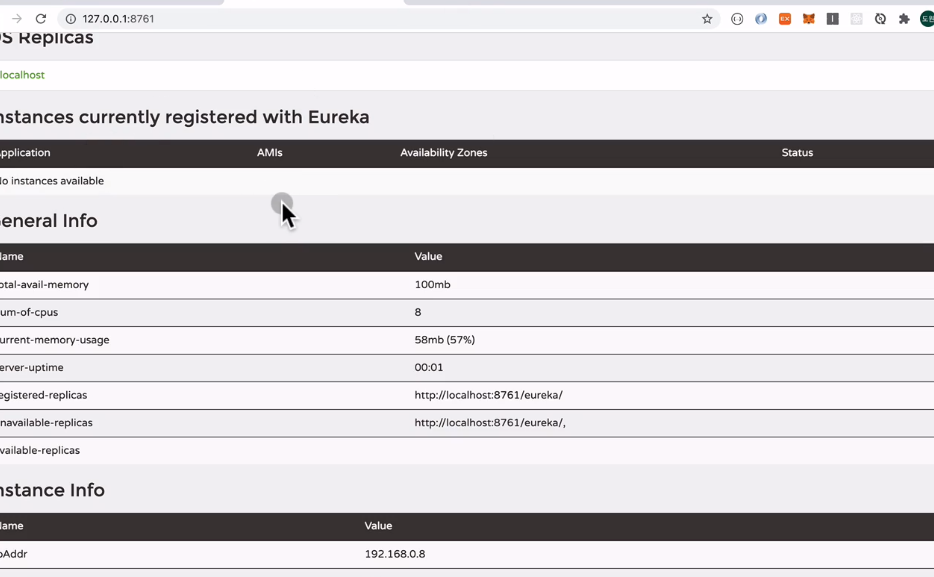 127.0.0.1:8761
EX
도원
S Replicas
localhost
nstances currently registered with Eureka
pplication AMIs Availability Zones Status
o instances available
eneral Info
ame Value
otal-avail-memory 100mb
um-of-cpus 8
urrent-memory-usage 58mb (57%)
erver-uptime 00:01
egistered-replicas http://localhost:8761/eureka/
navailable-replicas http://localhost:8761/eureka/,
vailable-replicas
nstance Info
ame Value
pAddr 192.168.0.8